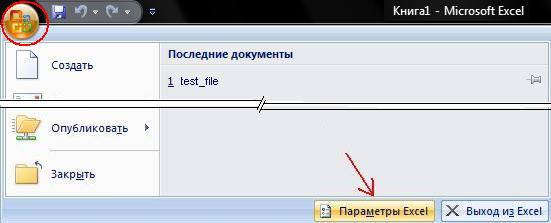 Книга1 - Microsoft Excel
Последние документы
Создать
1 test_file
Опубликовать
Закрыть
Параметры Excel
Выход из Excel